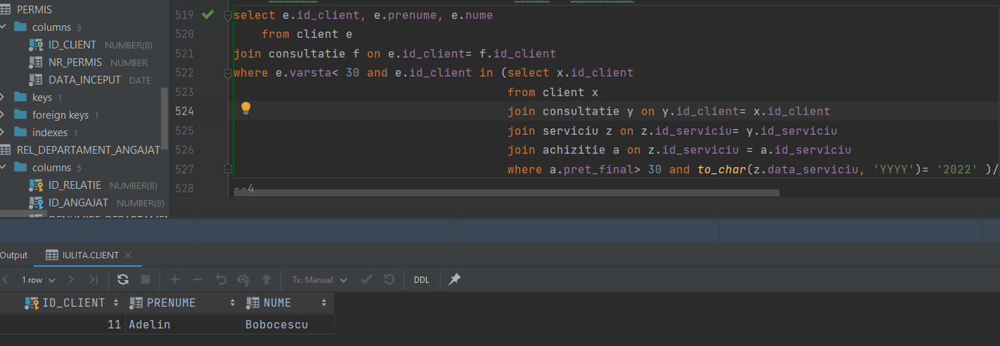 PERMIS
columns 3
ID_CLIENT NUMBER(8)
NR_PERMIS NUMBER
DATA_INCEPUT DATE
keys 1
foreign keys 1
indexes 1
REL_DEPARTAMENT_ANGAJAT
columns 5
ID_RELATIE NUMBER(8)
ID_ANGAJAT NUMBER(8)
519 select e.id_client, e.prenume, e.nume
520 from client e
521 join consultatie f on e.id_client= f.id_client
522 where e.varsta< 30 and e.id_client in (select x.id_client
523 from client x
524 join consultatie y on y.id_client= x.id_client
525 join serviciu z on z.id_serviciu= y.id_serviciu
526 join achizitie a on z.id_serviciu = a.id_serviciu
527 where a.pret_final> 30 and to_char(z.data_serviciu, 'YYYY')= '2022' )/
528 --4
Output IULITA.CLIENT
1 row Tx: Manual DDL
ID_CLIENT PRENUME NUME
11 Adelin Bobocescu